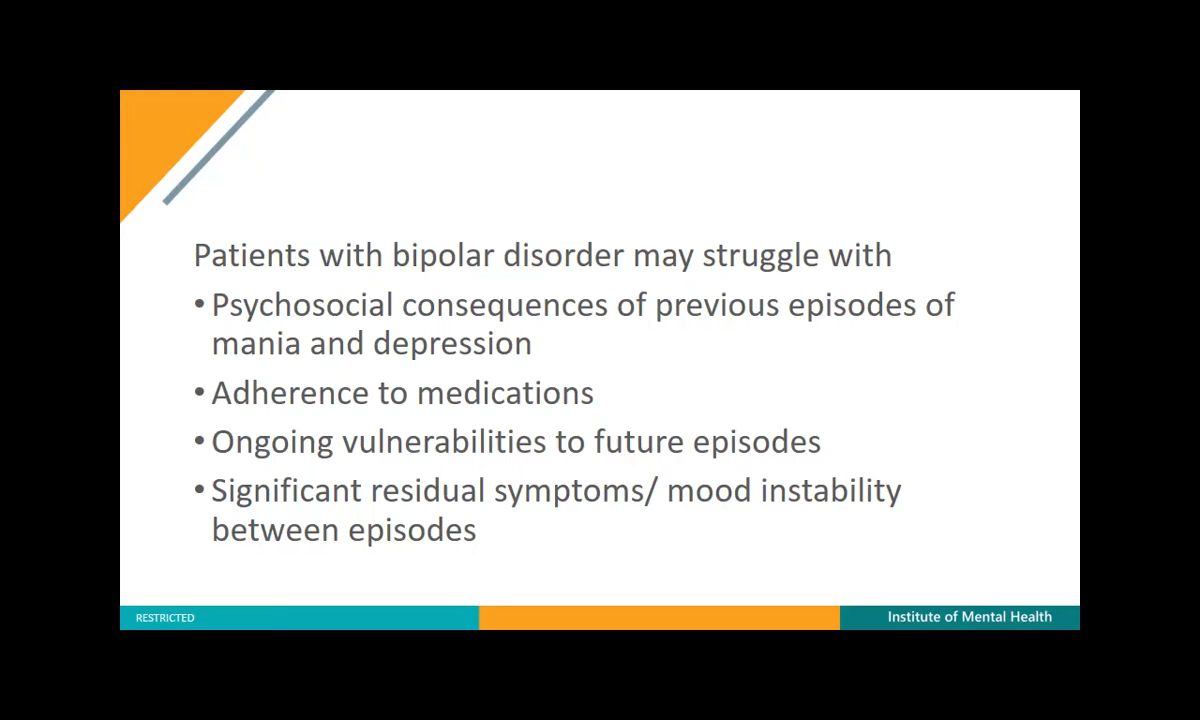 Patients with bipolar disorder may struggle with
• Psychosocial consequences of previous episodes of
mania and depression
• Adherence to medications
• Ongoing vulnerabilities to future episodes
• Significant residual symptoms/ mood instability
between episodes
RESTRICTED
Institute of Mental Health